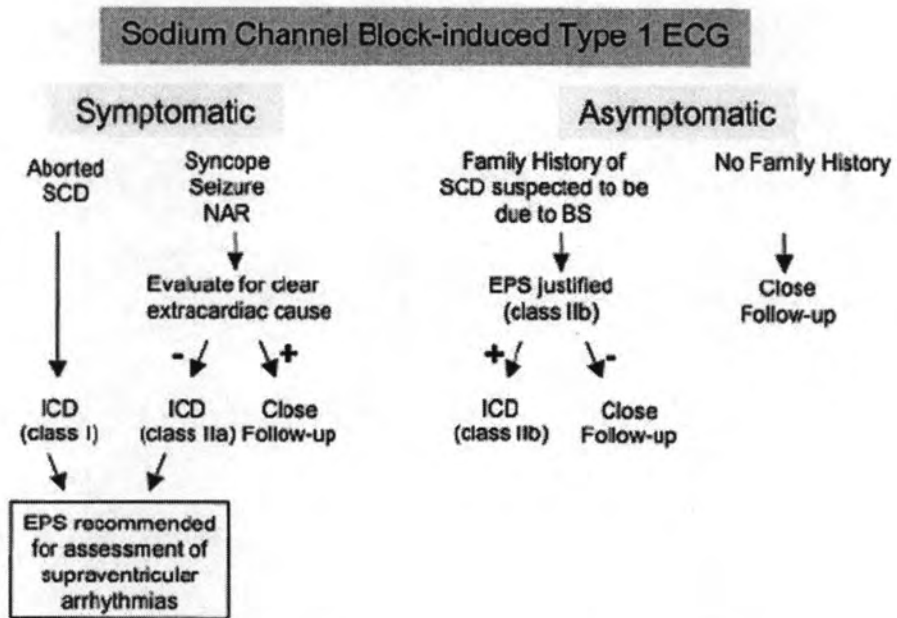 Sodium Channel Block-induced Type 1 ECG
Symptomatic
Asymptomatic
Aborted
SCD
Syncope
Seizure
NAR
Family History of
SCD suspected to be
due to BS
No Family History
Evaluate for clear
extracardiac cause
EPS justified
(class IIb)
Close
Follow-up
-
+
+
-
ICD
(class I)
ICD
(class IIa)
Close
Follow-up
ICD
(class IIb)
Close
Follow-up
EPS recommended
for assessment of
supraventricular
arrhythmias